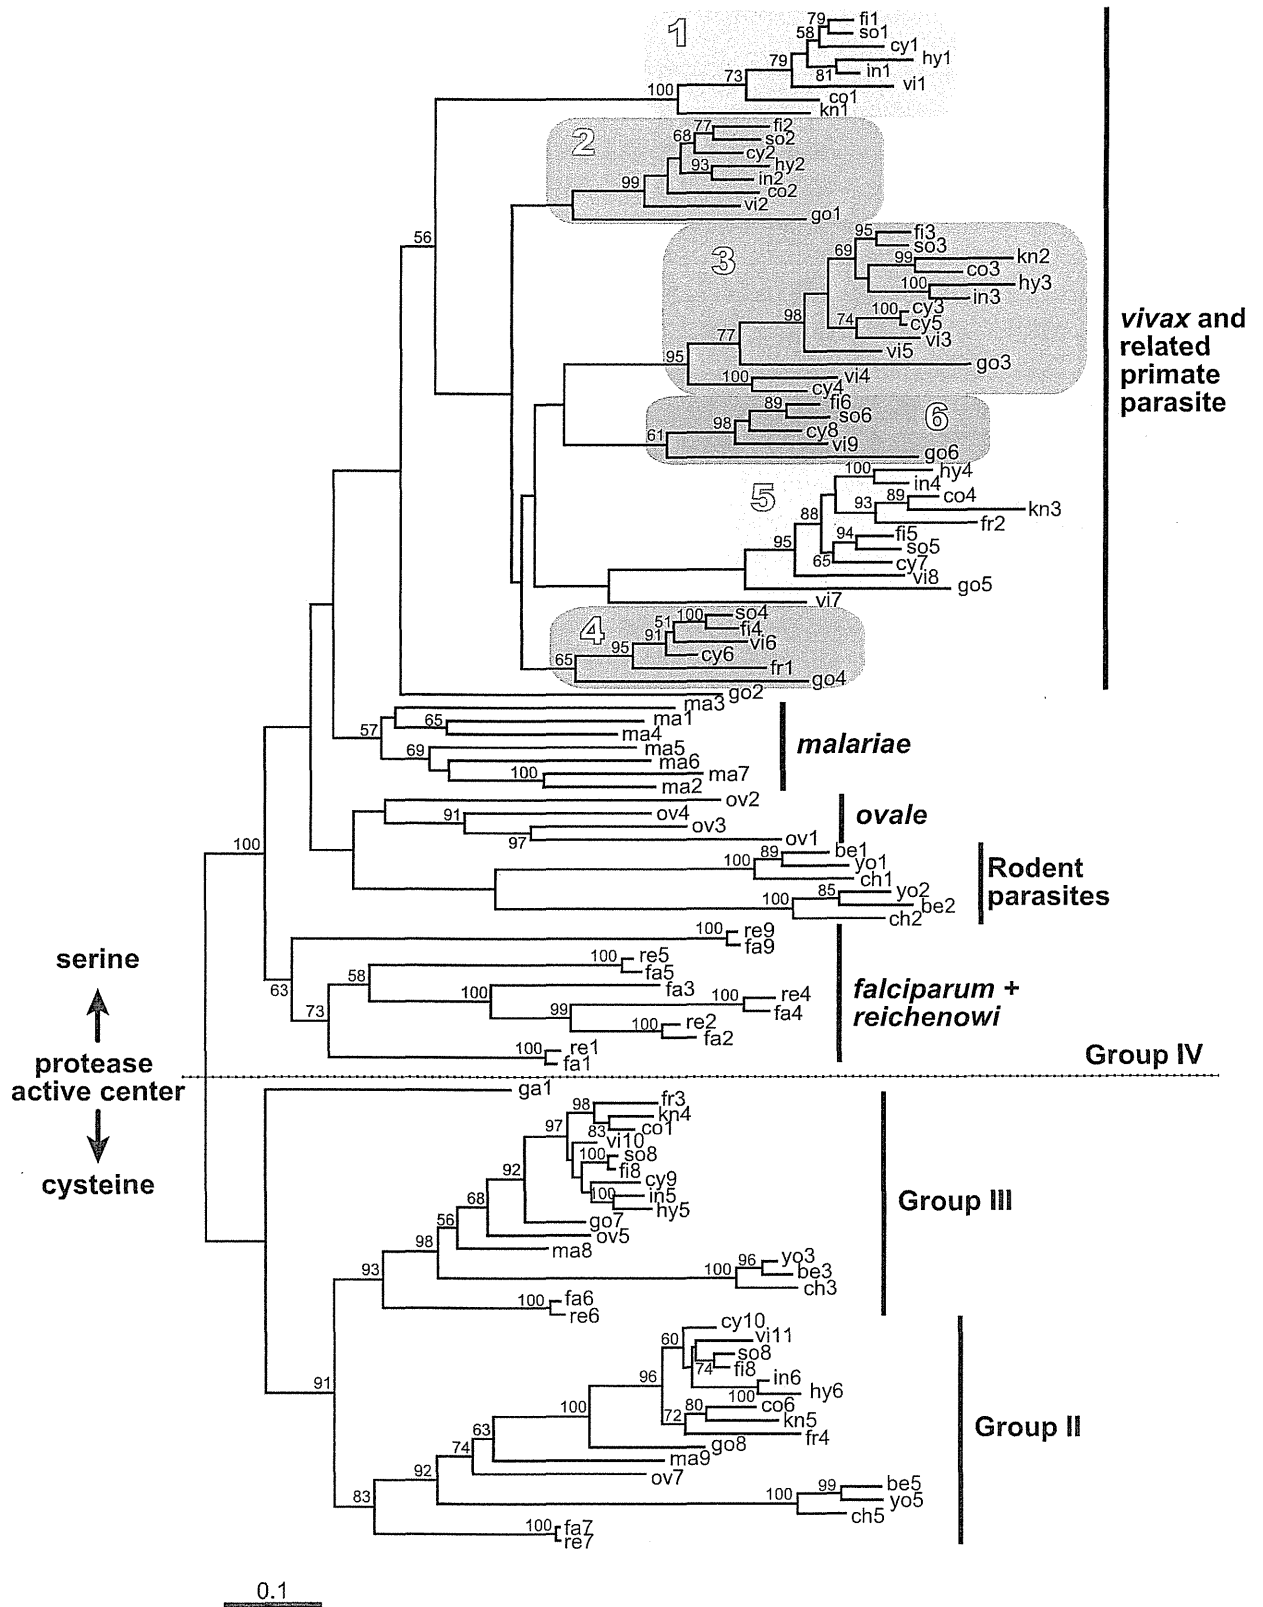 1
79
fi1
so1
58
cy1
hy1
79
81
in1
73
vi1
100
co1
kn1
2
77
fi2
68
so2
cy2
93
hy2
in2
99
co2
vi2
go1
56
3
95
fi3
so3
69
99
kn2
co3
100
hy3
in3
98
100
cy3
74
cy5
vi3
77
vi5
95
go3
100
vi4
cy4
vivax and
related
primate
parasite
6
89
fi6
so6
98
cy8
61
vi9
go6
5
100
hy4
in4
89
co4
93
kn3
88
fr2
94
fi5
95
so5
65
cy7
vi8
go5
vi7
4
100
so4
51
fi4
91
vi6
95
cy6
65
fr1
go4
go2
ma3
65
ma1
57
ma4
69
ma5
ma6
100
ma7
ma2
malariae
ov2
91
ov4
ov3
97
ov1
ovale
100
89
be1
100
yo1
ch1
85
yo2
100
be2
ch2
Rodent
parasites
100
re9
fa9
100
re5
58
fa5
63
100
fa3
73
100
re4
99
fa4
100
re2
fa2
100
re1
fa1
falciparum +
reichenowi
serine
protease
active center
cysteine
Group IV
ga1
98
fr3
97
kn4
83
co1
vi10
100
so8
fi8
92
cy9
100
in5
68
hy5
56
go7
98
ov5
ma8
93
96
yo3
100
be3
ch3
100
fa6
re6
Group III
cy10
60
vi11
so8
74
fi8
96
in6
100
hy6
80
co6
100
72
kn5
63
fr4
74
go8
92
ma9
ov7
91
99
be5
83
100
yo5
ch5
100
fa7
re7
Group II
0.1